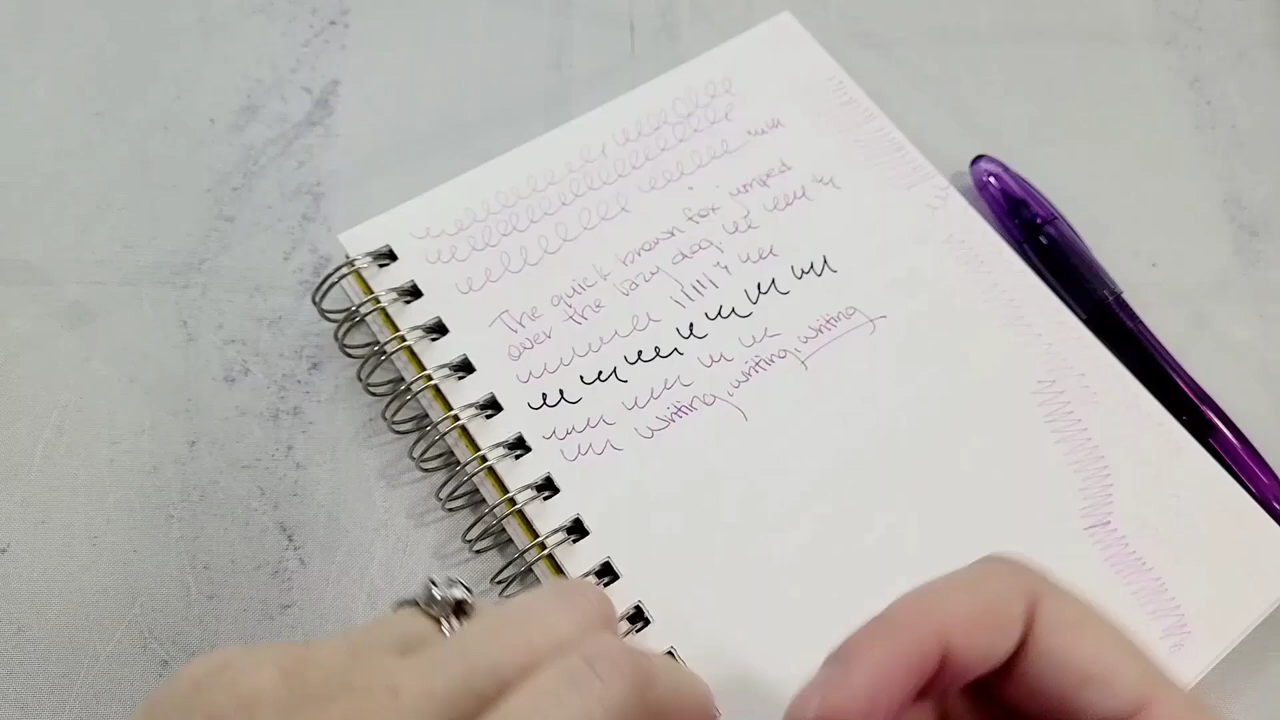 The quick brown fox jumped
over the lazy dog.
writing, writing, writing